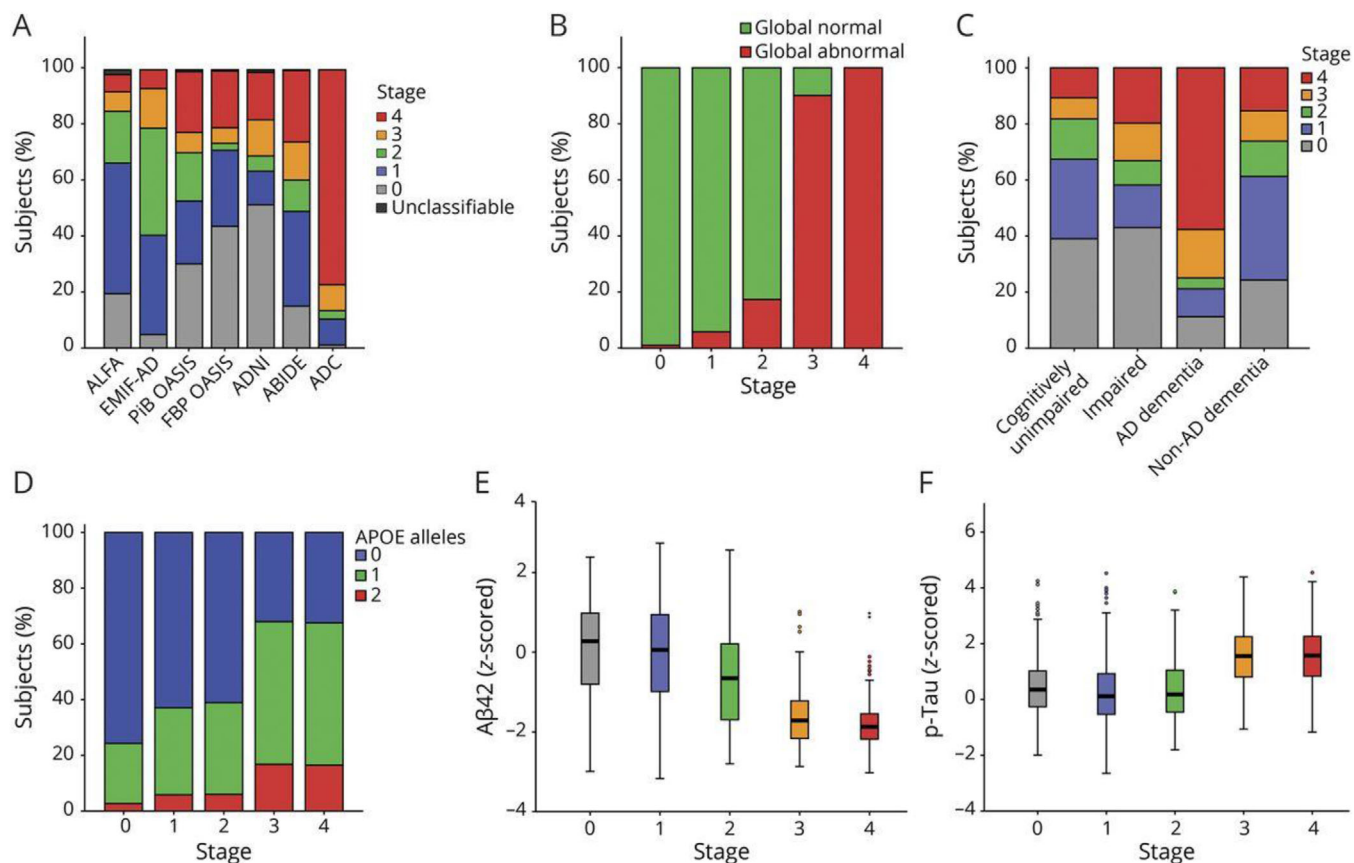 A
Subjects (%)
100
80
60
40
20
0
ALFA
EMIF-AD
PiB OASIS
FBP OASIS
ADNI
ABIDE
ADC
Stage
4
3
2
1
0
Unclassifiable
B
Global normal
Global abnormal
Subjects (%)
100
80
60
40
20
0
0 1 2 3 4
Stage
C
Subjects (%)
100
80
60
40
20
0
Cognitively
unimpaired
Impaired
AD dementia
Non-AD dementia
Stage
4
3
2
1
0
D
Subjects (%)
100
80
60
40
20
0
0 1 2 3 4
Stage
APOE alleles
0
1
2
E
Aβ42 (z-scored)
4
2
0
−2
−4
0 1 2 3 4
Stage
F
p-Tau (z-scored)
6
4
2
0
−2
−4
0 1 2 3 4
Stage